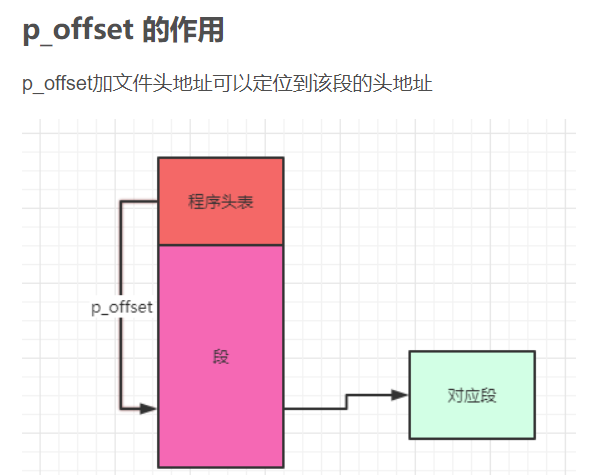 p_offset 的作用
p_offset加文件头地址可以定位到该段的头地址
程序头表
p_offset
段
对应段